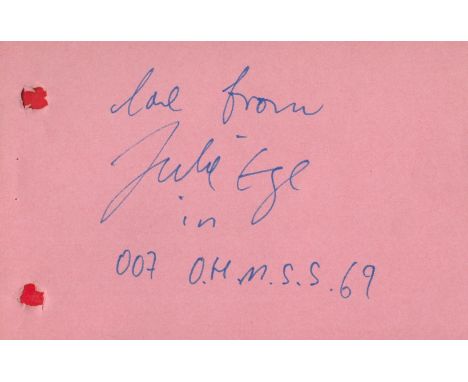 love from
Julie Ege
in
007 O.H.M.S.S. 69